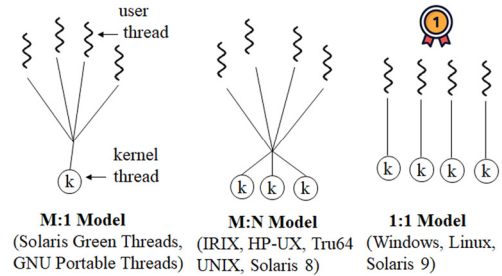 user
thread
1
kernel
thread
k
k k k
k k k k
M:1 Model
(Solaris Green Threads,
GNU Portable Threads)
M:N Model
(IRIX, HP-UX, Tru64
UNIX, Solaris 8)
1:1 Model
(Windows, Linux,
Solaris 9)